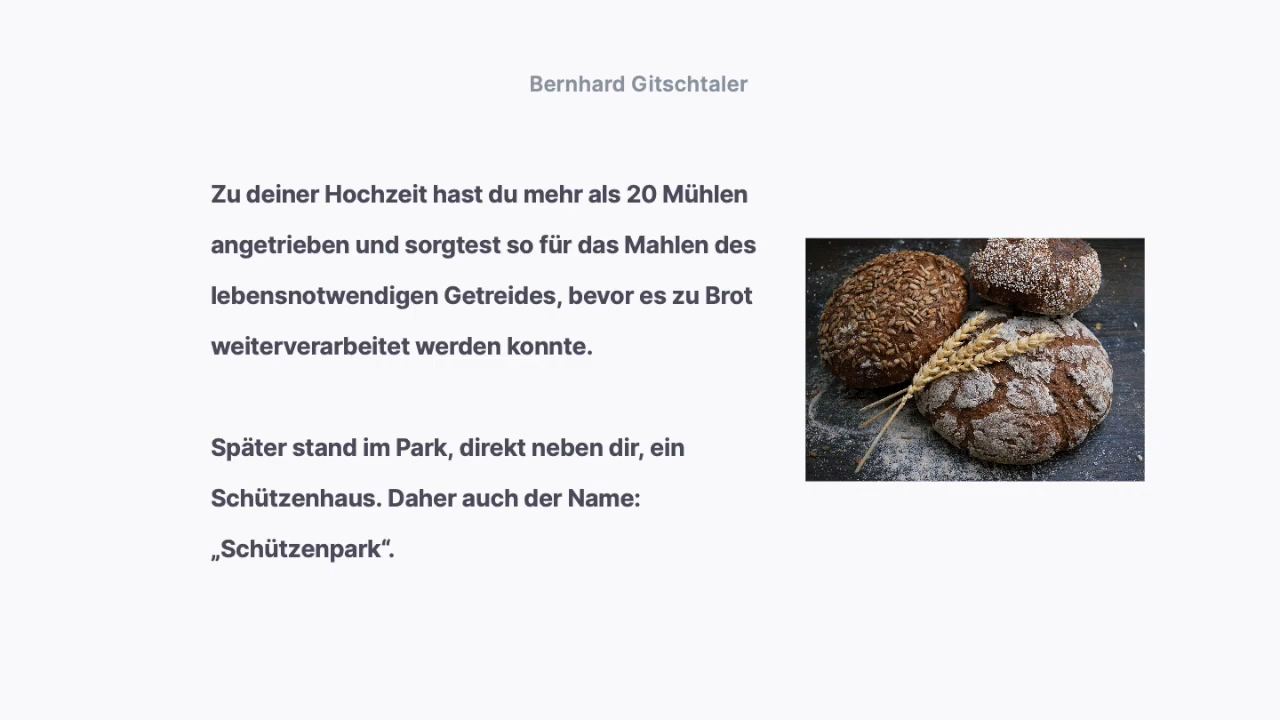 Bernhard Gitschtaler
Zu deiner Hochzeit hast du mehr als 20 Mühlen
angetrieben und sorgtest so für das Mahlen des
lebensnotwendigen Getreides, bevor es zu Brot
weiterverarbeitet werden konnte.
Später stand im Park, direkt neben dir, ein
Schützenhaus. Daher auch der Name:
„Schützenpark“.